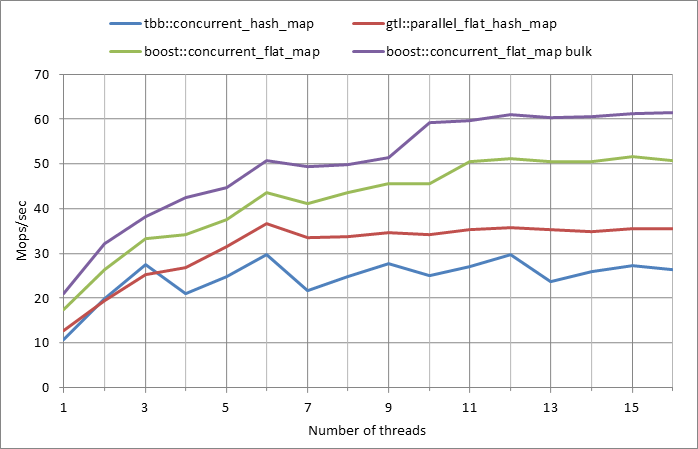 tbb::concurrent_hash_map gtl::parallel_flat_hash_map
boost::concurrent_flat_map boost::concurrent_flat_map bulk
70
60
50
40
30
20
10
0
Mops/sec
1 3 5 7 9 11 13 15
Number of threads